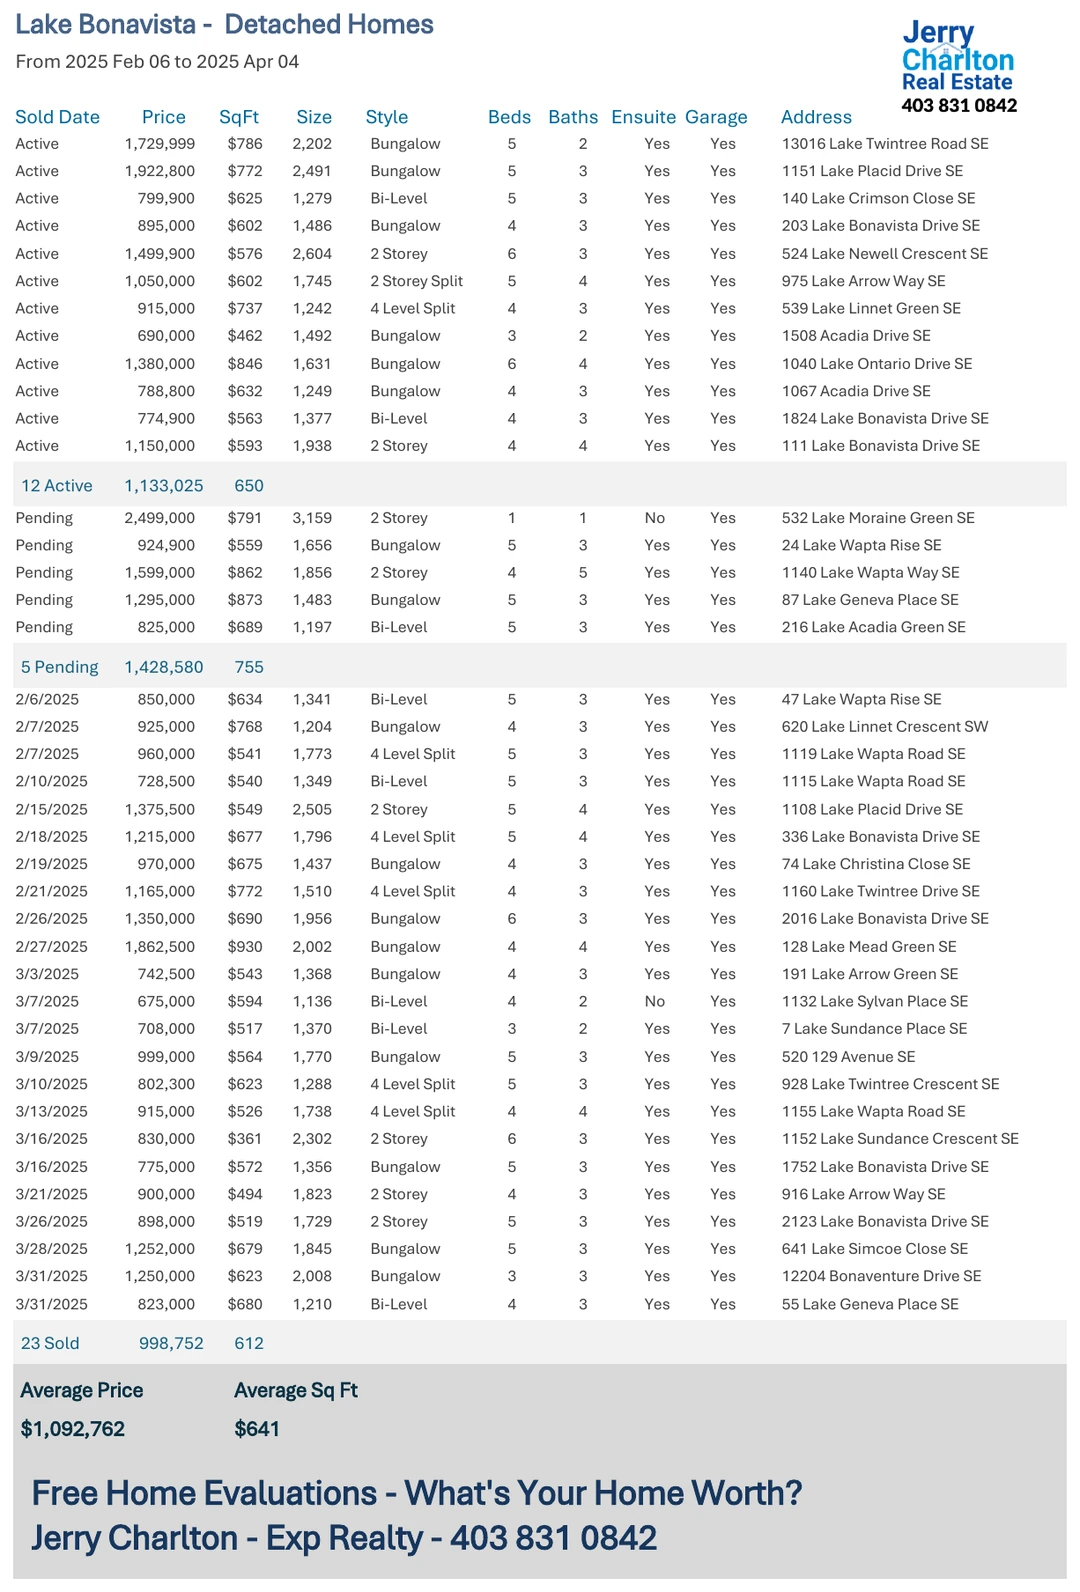 Lake Bonavista - Detached Homes
From 2025 Feb 06 to 2025 Apr 04
Jerry
Charlton
Real Estate
403 831 0842
Sold Date Price SqFt Size Style Beds Baths Ensuite Garage Address
Active 1,729,999 $786 2,202 Bungalow 5 2 Yes Yes 13016 Lake Twintree Road SE
Active 1,922,800 $772 2,491 Bungalow 5 3 Yes Yes 1151 Lake Placid Drive SE
Active 799,900 $625 1,279 Bi-Level 5 3 Yes Yes 140 Lake Crimson Close SE
Active 895,000 $602 1,486 Bungalow 4 3 Yes Yes 203 Lake Bonavista Drive SE
Active 1,499,900 $576 2,604 2 Storey 6 3 Yes Yes 524 Lake Newell Crescent SE
Active 1,050,000 $602 1,745 2 Storey Split 5 4 Yes Yes 975 Lake Arrow Way SE
Active 915,000 $737 1,242 4 Level Split 4 3 Yes Yes 539 Lake Linnet Green SE
Active 690,000 $462 1,492 Bungalow 3 2 Yes Yes 1508 Acadia Drive SE
Active 1,380,000 $846 1,631 Bungalow 6 4 Yes Yes 1040 Lake Ontario Drive SE
Active 788,800 $632 1,249 Bungalow 4 3 Yes Yes 1067 Acadia Drive SE
Active 774,900 $563 1,377 Bi-Level 4 3 Yes Yes 1824 Lake Bonavista Drive SE
Active 1,150,000 $593 1,938 2 Storey 4 4 Yes Yes 111 Lake Bonavista Drive SE
12 Active 1,133,025 650
Pending 2,499,000 $791 3,159 2 Storey 1 1 No Yes 532 Lake Moraine Green SE
Pending 924,900 $559 1,656 Bungalow 5 3 Yes Yes 24 Lake Wapta Rise SE
Pending 1,599,000 $862 1,856 2 Storey 4 5 Yes Yes 1140 Lake Wapta Way SE
Pending 1,295,000 $873 1,483 Bungalow 5 3 Yes Yes 87 Lake Geneva Place SE
Pending 825,000 $689 1,197 Bi-Level 5 3 Yes Yes 216 Lake Acadia Green SE
5 Pending 1,428,580 755
2/6/2025 850,000 $634 1,341 Bi-Level 5 3 Yes Yes 47 Lake Wapta Rise SE
2/7/2025 925,000 $768 1,204 Bungalow 4 3 Yes Yes 620 Lake Linnet Crescent SW
2/7/2025 960,000 $541 1,773 4 Level Split 5 3 Yes Yes 1119 Lake Wapta Road SE
2/10/2025 728,500 $540 1,349 Bi-Level 5 3 Yes Yes 1115 Lake Wapta Road SE
2/15/2025 1,375,500 $549 2,505 2 Storey 5 4 Yes Yes 1108 Lake Placid Drive SE
2/18/2025 1,215,000 $677 1,796 4 Level Split 5 4 Yes Yes 336 Lake Bonavista Drive SE
2/19/2025 970,000 $675 1,437 Bungalow 4 3 Yes Yes 74 Lake Christina Close SE
2/21/2025 1,165,000 $772 1,510 4 Level Split 4 3 Yes Yes 1160 Lake Twintree Drive SE
2/26/2025 1,350,000 $690 1,956 Bungalow 6 3 Yes Yes 2016 Lake Bonavista Drive SE
2/27/2025 1,862,500 $930 2,002 Bungalow 4 4 Yes Yes 128 Lake Mead Green SE
3/3/2025 742,500 $543 1,368 Bungalow 4 3 Yes Yes 191 Lake Arrow Green SE
3/7/2025 675,000 $594 1,136 Bi-Level 4 2 No Yes 1132 Lake Sylvan Place SE
3/7/2025 708,000 $517 1,370 Bi-Level 3 2 Yes Yes 7 Lake Sundance Place SE
3/9/2025 999,000 $564 1,770 Bungalow 5 3 Yes Yes 520 129 Avenue SE
3/10/2025 802,300 $623 1,288 4 Level Split 5 3 Yes Yes 928 Lake Twintree Crescent SE
3/13/2025 915,000 $526 1,738 4 Level Split 4 4 Yes Yes 1155 Lake Wapta Road SE
3/16/2025 830,000 $361 2,302 2 Storey 6 3 Yes Yes 1152 Lake Sundance Crescent SE
3/16/2025 775,000 $572 1,356 Bungalow 5 3 Yes Yes 1752 Lake Bonavista Drive SE
3/21/2025 900,000 $494 1,823 2 Storey 4 3 Yes Yes 916 Lake Arrow Way SE
3/26/2025 898,000 $519 1,729 2 Storey 5 3 Yes Yes 2123 Lake Bonavista Drive SE
3/28/2025 1,252,000 $679 1,845 Bungalow 5 3 Yes Yes 641 Lake Simcoe Close SE
3/31/2025 1,250,000 $623 2,008 Bungalow 3 3 Yes Yes 12204 Bonaventure Drive SE
3/31/2025 823,000 $680 1,210 Bi-Level 4 3 Yes Yes 55 Lake Geneva Place SE
23 Sold 998,752 612
Average Price Average Sq Ft
$1,092,762 $641
Free Home Evaluations - What's Your Home Worth?
Jerry Charlton - Exp Realty - 403 831 0842